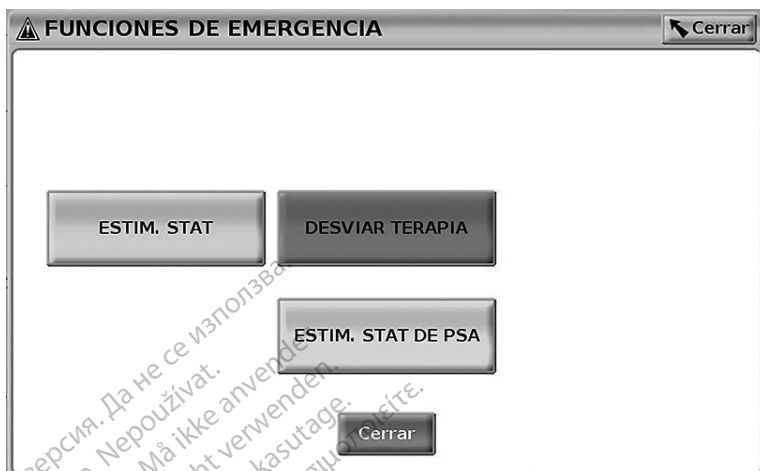 FUNCIONES DE EMERGENCIA
Cerrar
ESTIM. STAT
DESVIAR TERAPIA
ESTIM. STAT DE PSA
Cerrar
версия. Да не се използва.
Nepoužívat.
Må ikke anvendes.
verwenden.
kasutage.